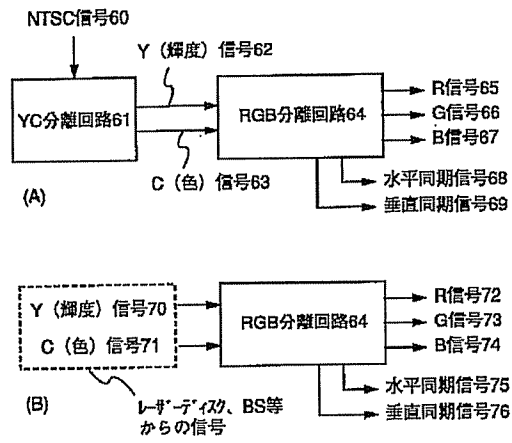 NTSC信号60
Y（輝度）信号62
YC分離回路61
RGB分離回路64
R信号65
G信号66
B信号67
C（色）信号63
水平同期信号68
垂直同期信号69
(A)
Y（輝度）信号70
C（色）信号71
RGB分離回路64
R信号72
G信号73
B信号74
水平同期信号75
垂直同期信号76
(B)
ﾚｰｻﾞｰﾃﾞｨｽｸ、BS等
からの信号